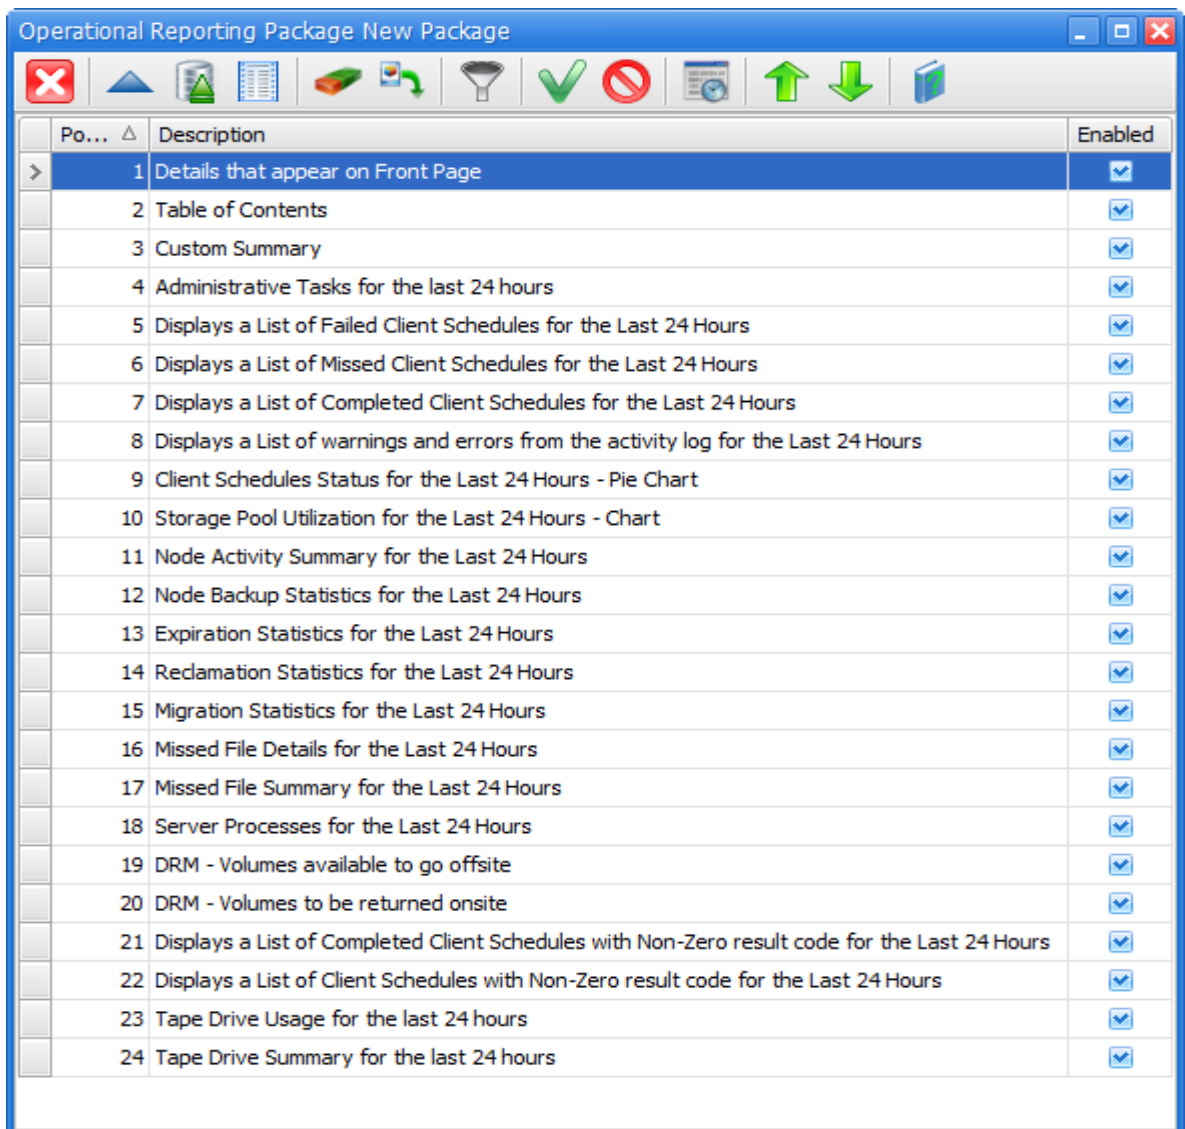 Operational Reporting Package New Package
Po... Description Enabled
1 Details that appear on Front Page
2 Table of Contents
3 Custom Summary
4 Administrative Tasks for the last 24 hours
5 Displays a List of Failed Client Schedules for the Last 24 Hours
6 Displays a List of Missed Client Schedules for the Last 24 Hours
7 Displays a List of Completed Client Schedules for the Last 24 Hours
8 Displays a List of warnings and errors from the activity log for the Last 24 Hours
9 Client Schedules Status for the Last 24 Hours - Pie Chart
10 Storage Pool Utilization for the Last 24 Hours - Chart
11 Node Activity Summary for the Last 24 Hours
12 Node Backup Statistics for the Last 24 Hours
13 Expiration Statistics for the Last 24 Hours
14 Reclamation Statistics for the Last 24 Hours
15 Migration Statistics for the Last 24 Hours
16 Missed File Details for the Last 24 Hours
17 Missed File Summary for the Last 24 Hours
18 Server Processes for the Last 24 Hours
19 DRM - Volumes available to go offsite
20 DRM - Volumes to be returned onsite
21 Displays a List of Completed Client Schedules with Non-Zero result code for the Last 24 Hours
22 Displays a List of Client Schedules with Non-Zero result code for the Last 24 Hours
23 Tape Drive Usage for the last 24 hours
24 Tape Drive Summary for the last 24 hours